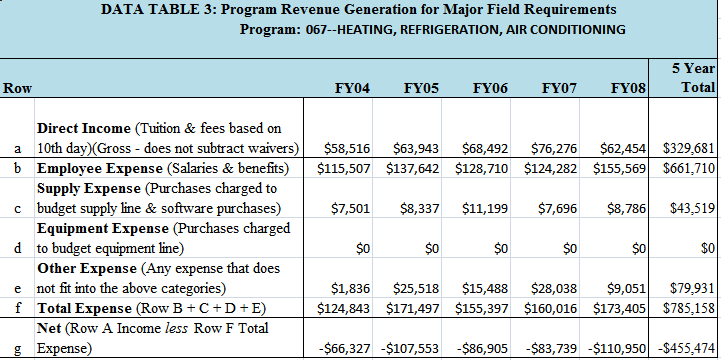 DATA TABLE 3: Program Revenue Generation for Major Field Requirements
Program: 067--HEATING, REFRIGERATION, AIR CONDITIONING
Row FY04 FY05 FY06 FY07 FY08 5 Year Total
Direct Income (Tuition & fees based on
a 10th day)(Gross - does not subtract waivers) $58,516 $63,943 $68,492 $76,276 $62,454 $329,681
b Employee Expense (Salaries & benefits) $115,507 $137,642 $128,710 $124,282 $155,569 $661,710
Supply Expense (Purchases charged to
c budget supply line & software purchases) $7,501 $8,337 $11,199 $7,696 $8,786 $43,519
Equipment Expense (Purchases charged
d to budget equipment line) $0 $0 $0 $0 $0 $0
Other Expense (Any expense that does
e not fit into the above categories) $1,836 $25,518 $15,488 $28,038 $9,051 $79,931
f Total Expense (Row B + C + D + E) $124,843 $171,497 $155,397 $160,016 $173,405 $785,158
Net (Row A Income less Row F Total
g Expense) -$66,327 -$107,553 -$86,905 -$83,739 -$110,950 -$455,474